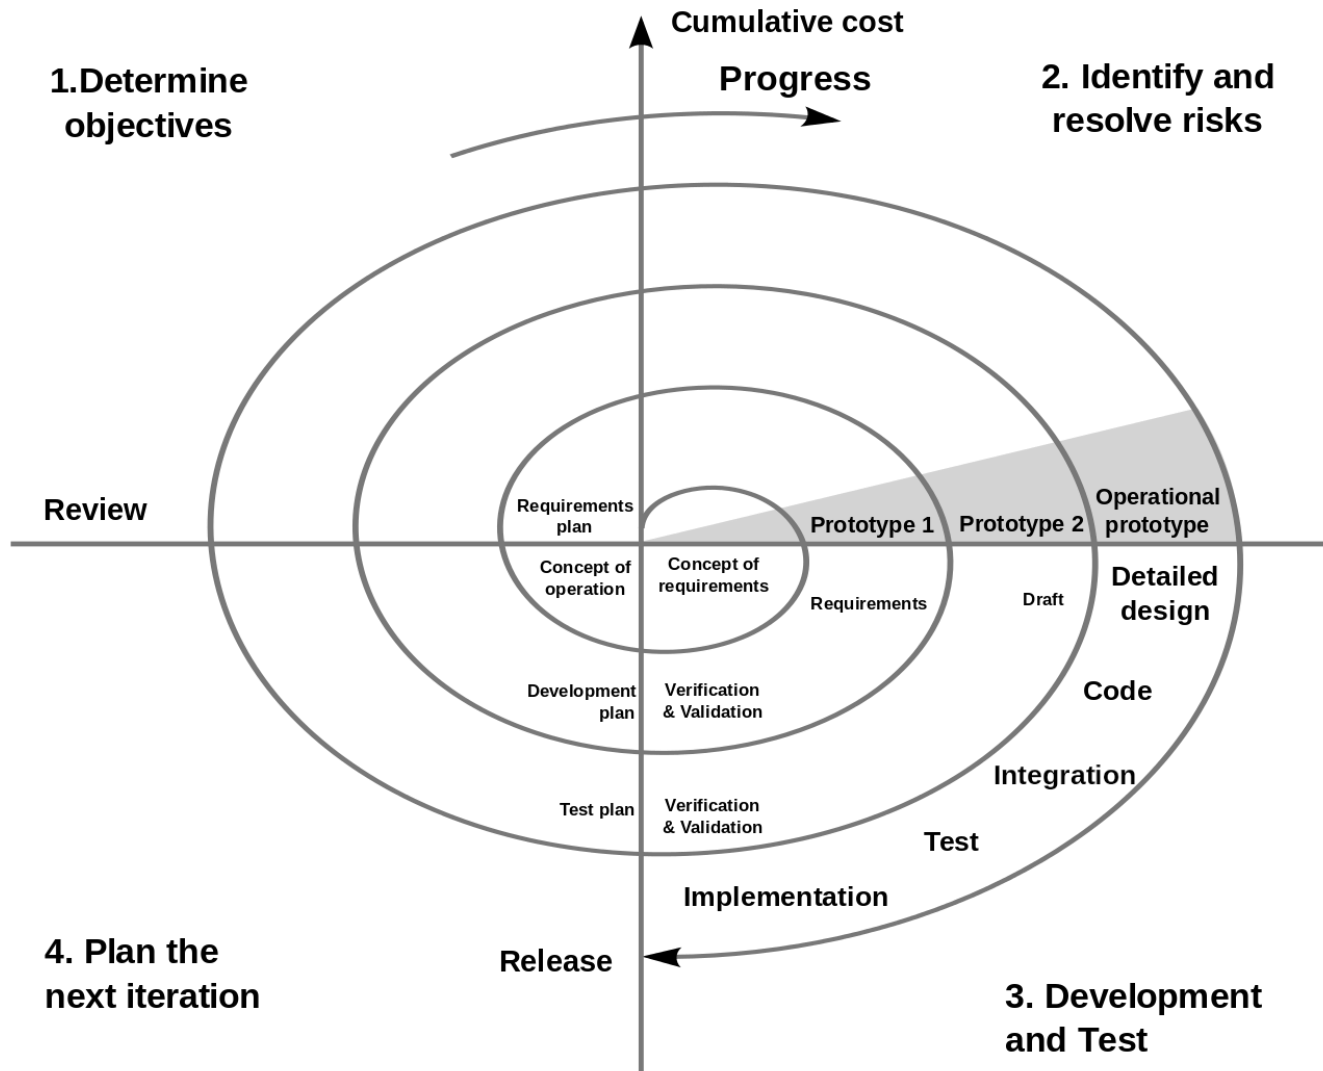 Cumulative cost
Progress
1.Determine
objectives
2. Identify and
resolve risks
Review
Requirements
plan
Concept of
operation
Concept of
requirements
Prototype 1
Prototype 2
Operational
prototype
Requirements
Draft
Detailed
design
Development
plan
Verification
& Validation
Code
Integration
Test plan
Verification
& Validation
Test
Implementation
Release
4. Plan the
next iteration
3. Development
and Test